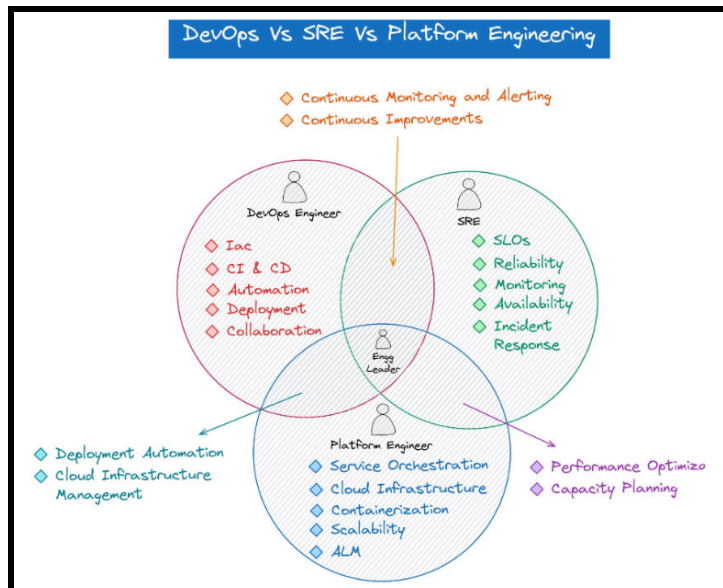 DevOps Vs SRE Vs Platform Engineering
Continuous Monitoring and Alerting
Continuous Improvements
DevOps Engineer
Iac
CI & CD
Automation
Deployment
Collaboration
SRE
SLOs
Reliability
Monitoring
Availability
Incident
Response
Engg
Leader
Platform Engineer
Service Orchestration
Cloud Infrastructure
Containerization
Scalability
ALM
Deployment Automation
Cloud Infrastructure
Management
Performance Optimizo
Capacity Planning